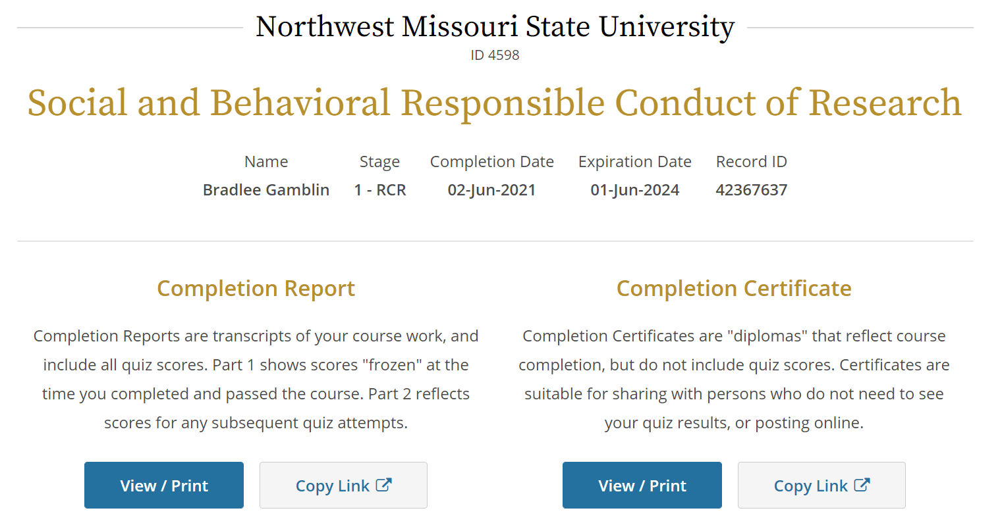 Northwest Missouri State University
ID 4598
Social and Behavioral Responsible Conduct of Research
Name Stage Completion Date Expiration Date Record ID
Bradlee Gamblin 1 - RCR 02-Jun-2021 01-Jun-2024 42367637
Completion Report
Completion Reports are transcripts of your course work, and
include all quiz scores. Part 1 shows scores "frozen" at the
time you completed and passed the course. Part 2 reflects
scores for any subsequent quiz attempts.
View / Print Copy Link
Completion Certificate
Completion Certificates are "diplomas" that reflect course
completion, but do not include quiz scores. Certificates are
suitable for sharing with persons who do not need to see
your quiz results, or posting online.
View / Print Copy Link